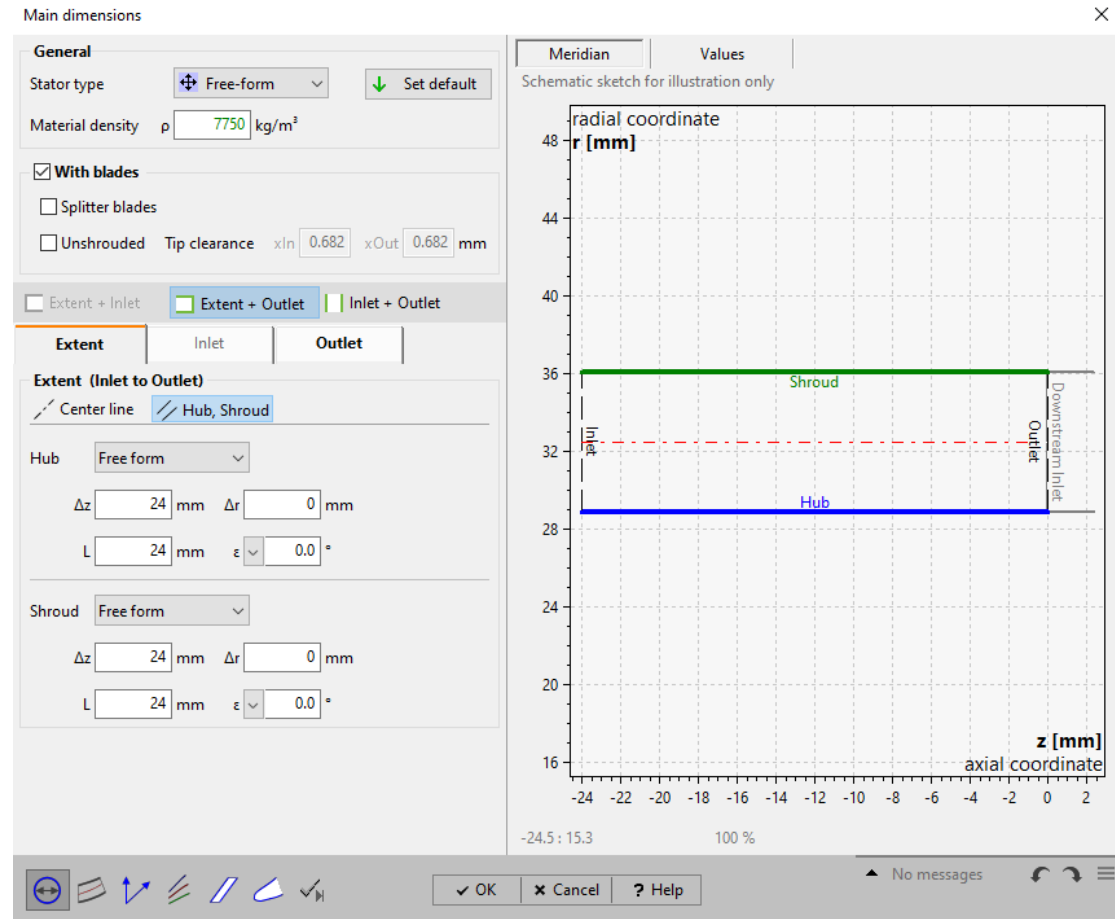 Main dimensions
General
Stator type Free-form Set default
Material density ρ 7750 kg/m³
With blades
Splitter blades
Unshrouded Tip clearance xIn 0.682 xOut 0.682 mm
Extent + Inlet Extent + Outlet Inlet + Outlet
Extent Inlet Outlet
Extent (Inlet to Outlet)
Center line Hub, Shroud
Hub Free form
Δz 24 mm Δr 0 mm
L 24 mm ε 0.0 °
Shroud Free form
Δz 24 mm Δr 0 mm
L 24 mm ε 0.0 °
Meridian Values
Schematic sketch for illustration only
radial coordinate
48 r [mm]
44
40
36
Shroud
Inlet
Outlet
Downstream Inlet
32
Hub
28
24
20
z [mm]
16 axial coordinate
-24 -22 -20 -18 -16 -14 -12 -10 -8 -6 -4 -2 0 2
-24.5 : 15.3 100 %
OK Cancel ? Help No messages